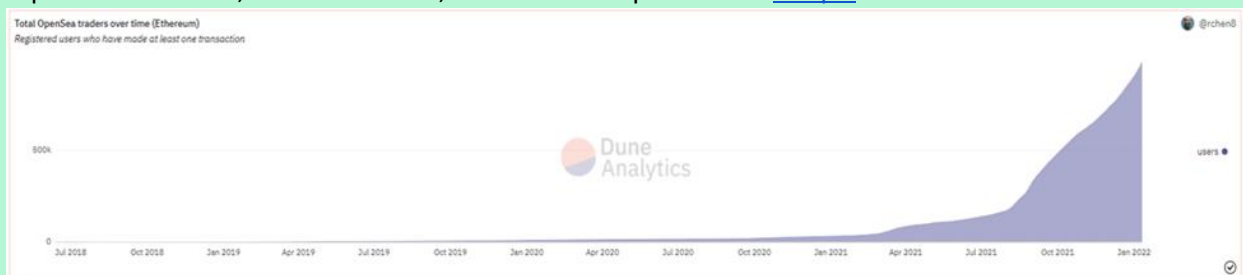 Total OpenSea traders over time (Ethereum)
@rchen8
Registered users who have made at least one transaction
Dune
Analytics
500k
users
0
Jul 2018 Oct 2018 Jan 2019 Apr 2019 Jul 2019 Oct 2019 Jan 2020 Apr 2020 Jul 2020 Oct 2020 Jan 2021 Apr 2021 Jul 2021 Oct 2021 Jan 2022